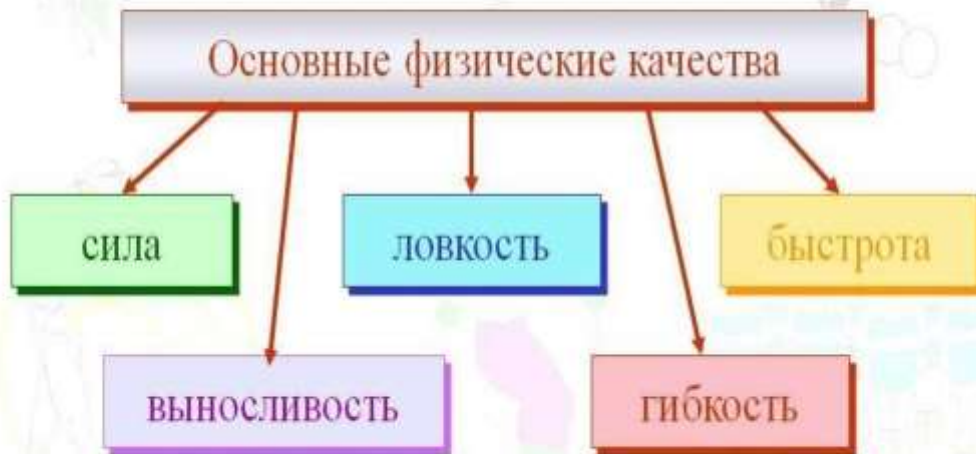 Основные физические качества
сила
ловкость
быстрота
выносливость
гибкость